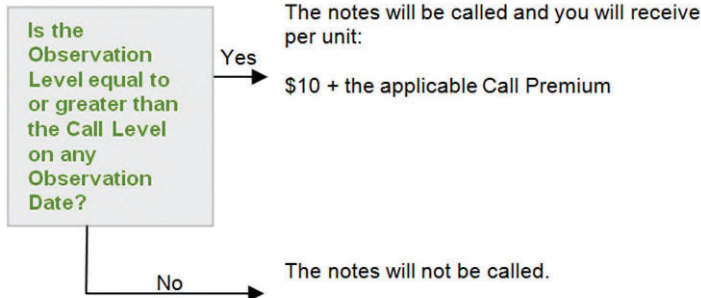 Is the
Observation
Level equal to
or greater than
the Call Level
on any
Observation
Date?
Yes
The notes will be called and you will receive
per unit:
$10 + the applicable Call Premium
No
The notes will not be called.